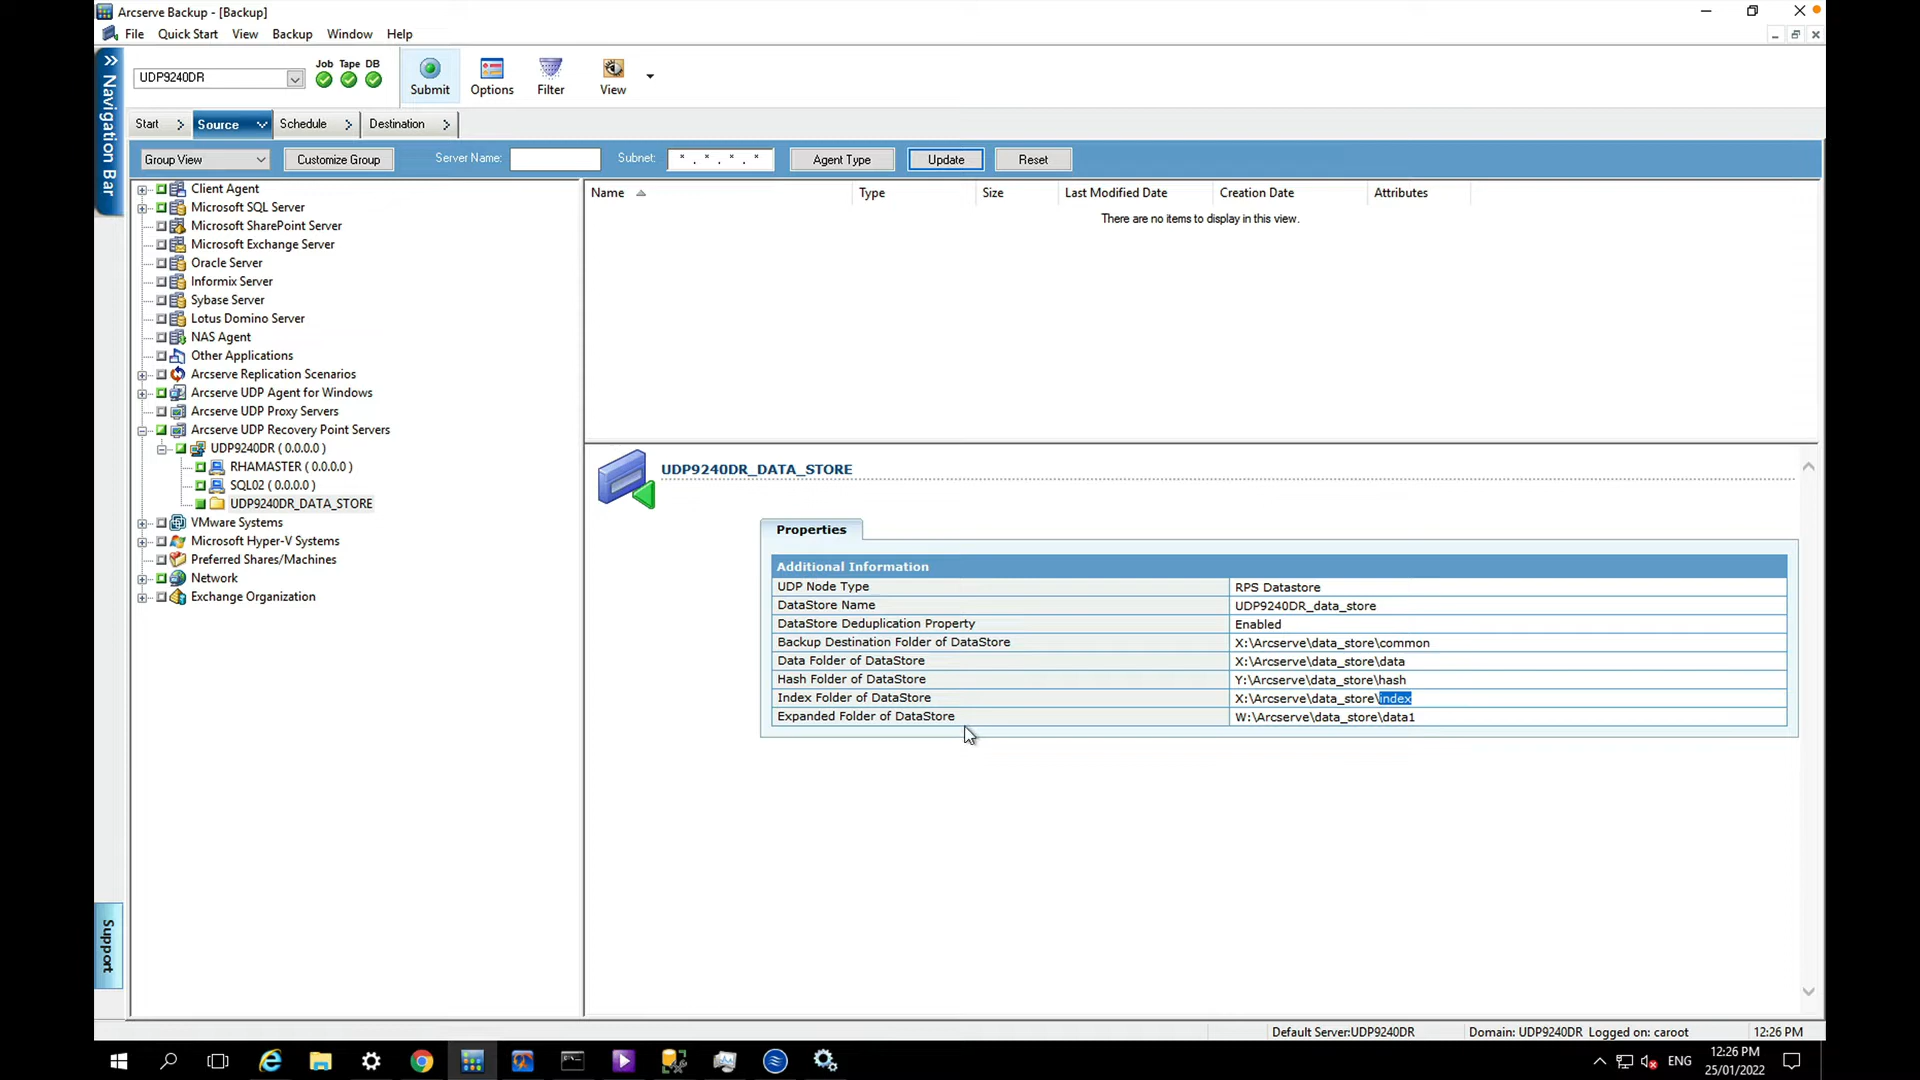 Arcserve Backup - [Backup]
File Quick Start View Backup Window Help
UDP9240DR
Job Tape DB
Submit Options Filter View
Start Source Schedule Destination
Group View Customize Group Server Name: Subnet: * . * . * . * Agent Type Update Reset
Navigation Bar
Client Agent
Microsoft SQL Server
Microsoft SharePoint Server
Microsoft Exchange Server
Oracle Server
Informix Server
Sybase Server
Lotus Domino Server
NAS Agent
Other Applications
Arcserve Replication Scenarios
Arcserve UDP Agent for Windows
Arcserve UDP Proxy Servers
Arcserve UDP Recovery Point Servers
UDP9240DR ( 0.0.0.0 )
RHAMASTER ( 0.0.0.0 )
SQL02 ( 0.0.0.0 )
UDP9240DR_DATA_STORE
VMware Systems
Microsoft Hyper-V Systems
Preferred Shares/Machines
Network
Exchange Organization
Support
Name Type Size Last Modified Date Creation Date Attributes
There are no items to display in this view.
UDP9240DR_DATA_STORE
Properties
Additional Information
UDP Node Type RPS Datastore
DataStore Name UDP9240DR_data_store
DataStore Deduplication Property Enabled
Backup Destination Folder of DataStore X:\Arcserve\data_store\common
Data Folder of DataStore X:\Arcserve\data_store\data
Hash Folder of DataStore Y:\Arcserve\data_store\hash
Index Folder of DataStore X:\Arcserve\data_store\index
Expanded Folder of DataStore W:\Arcserve\data_store\data1
Default Server:UDP9240DR Domain: UDP9240DR Logged on: caroot 12:26 PM
ENG
12:26 PM
25/01/2022